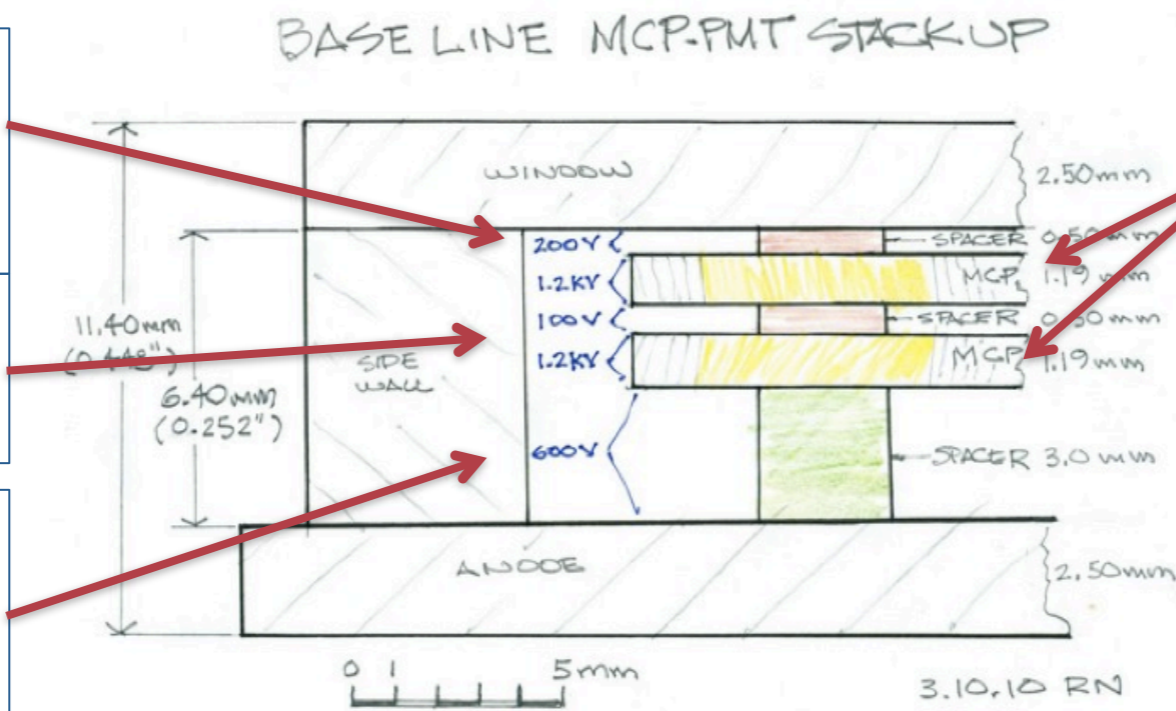 BASE LINE MCP-PMT STACKUP
WINDOW
2.50mm
200V
SPACER 0.50mm
1.2KV
MCP 1.19mm
100V
SPACER
1.2KV
MCP 1.19mm
11.40mm
SIDE
WALL
6.40mm
(0.252")
600V
SPACER 3.0mm
ANODE
2.50mm
0 1 5mm
3.10.10 RN